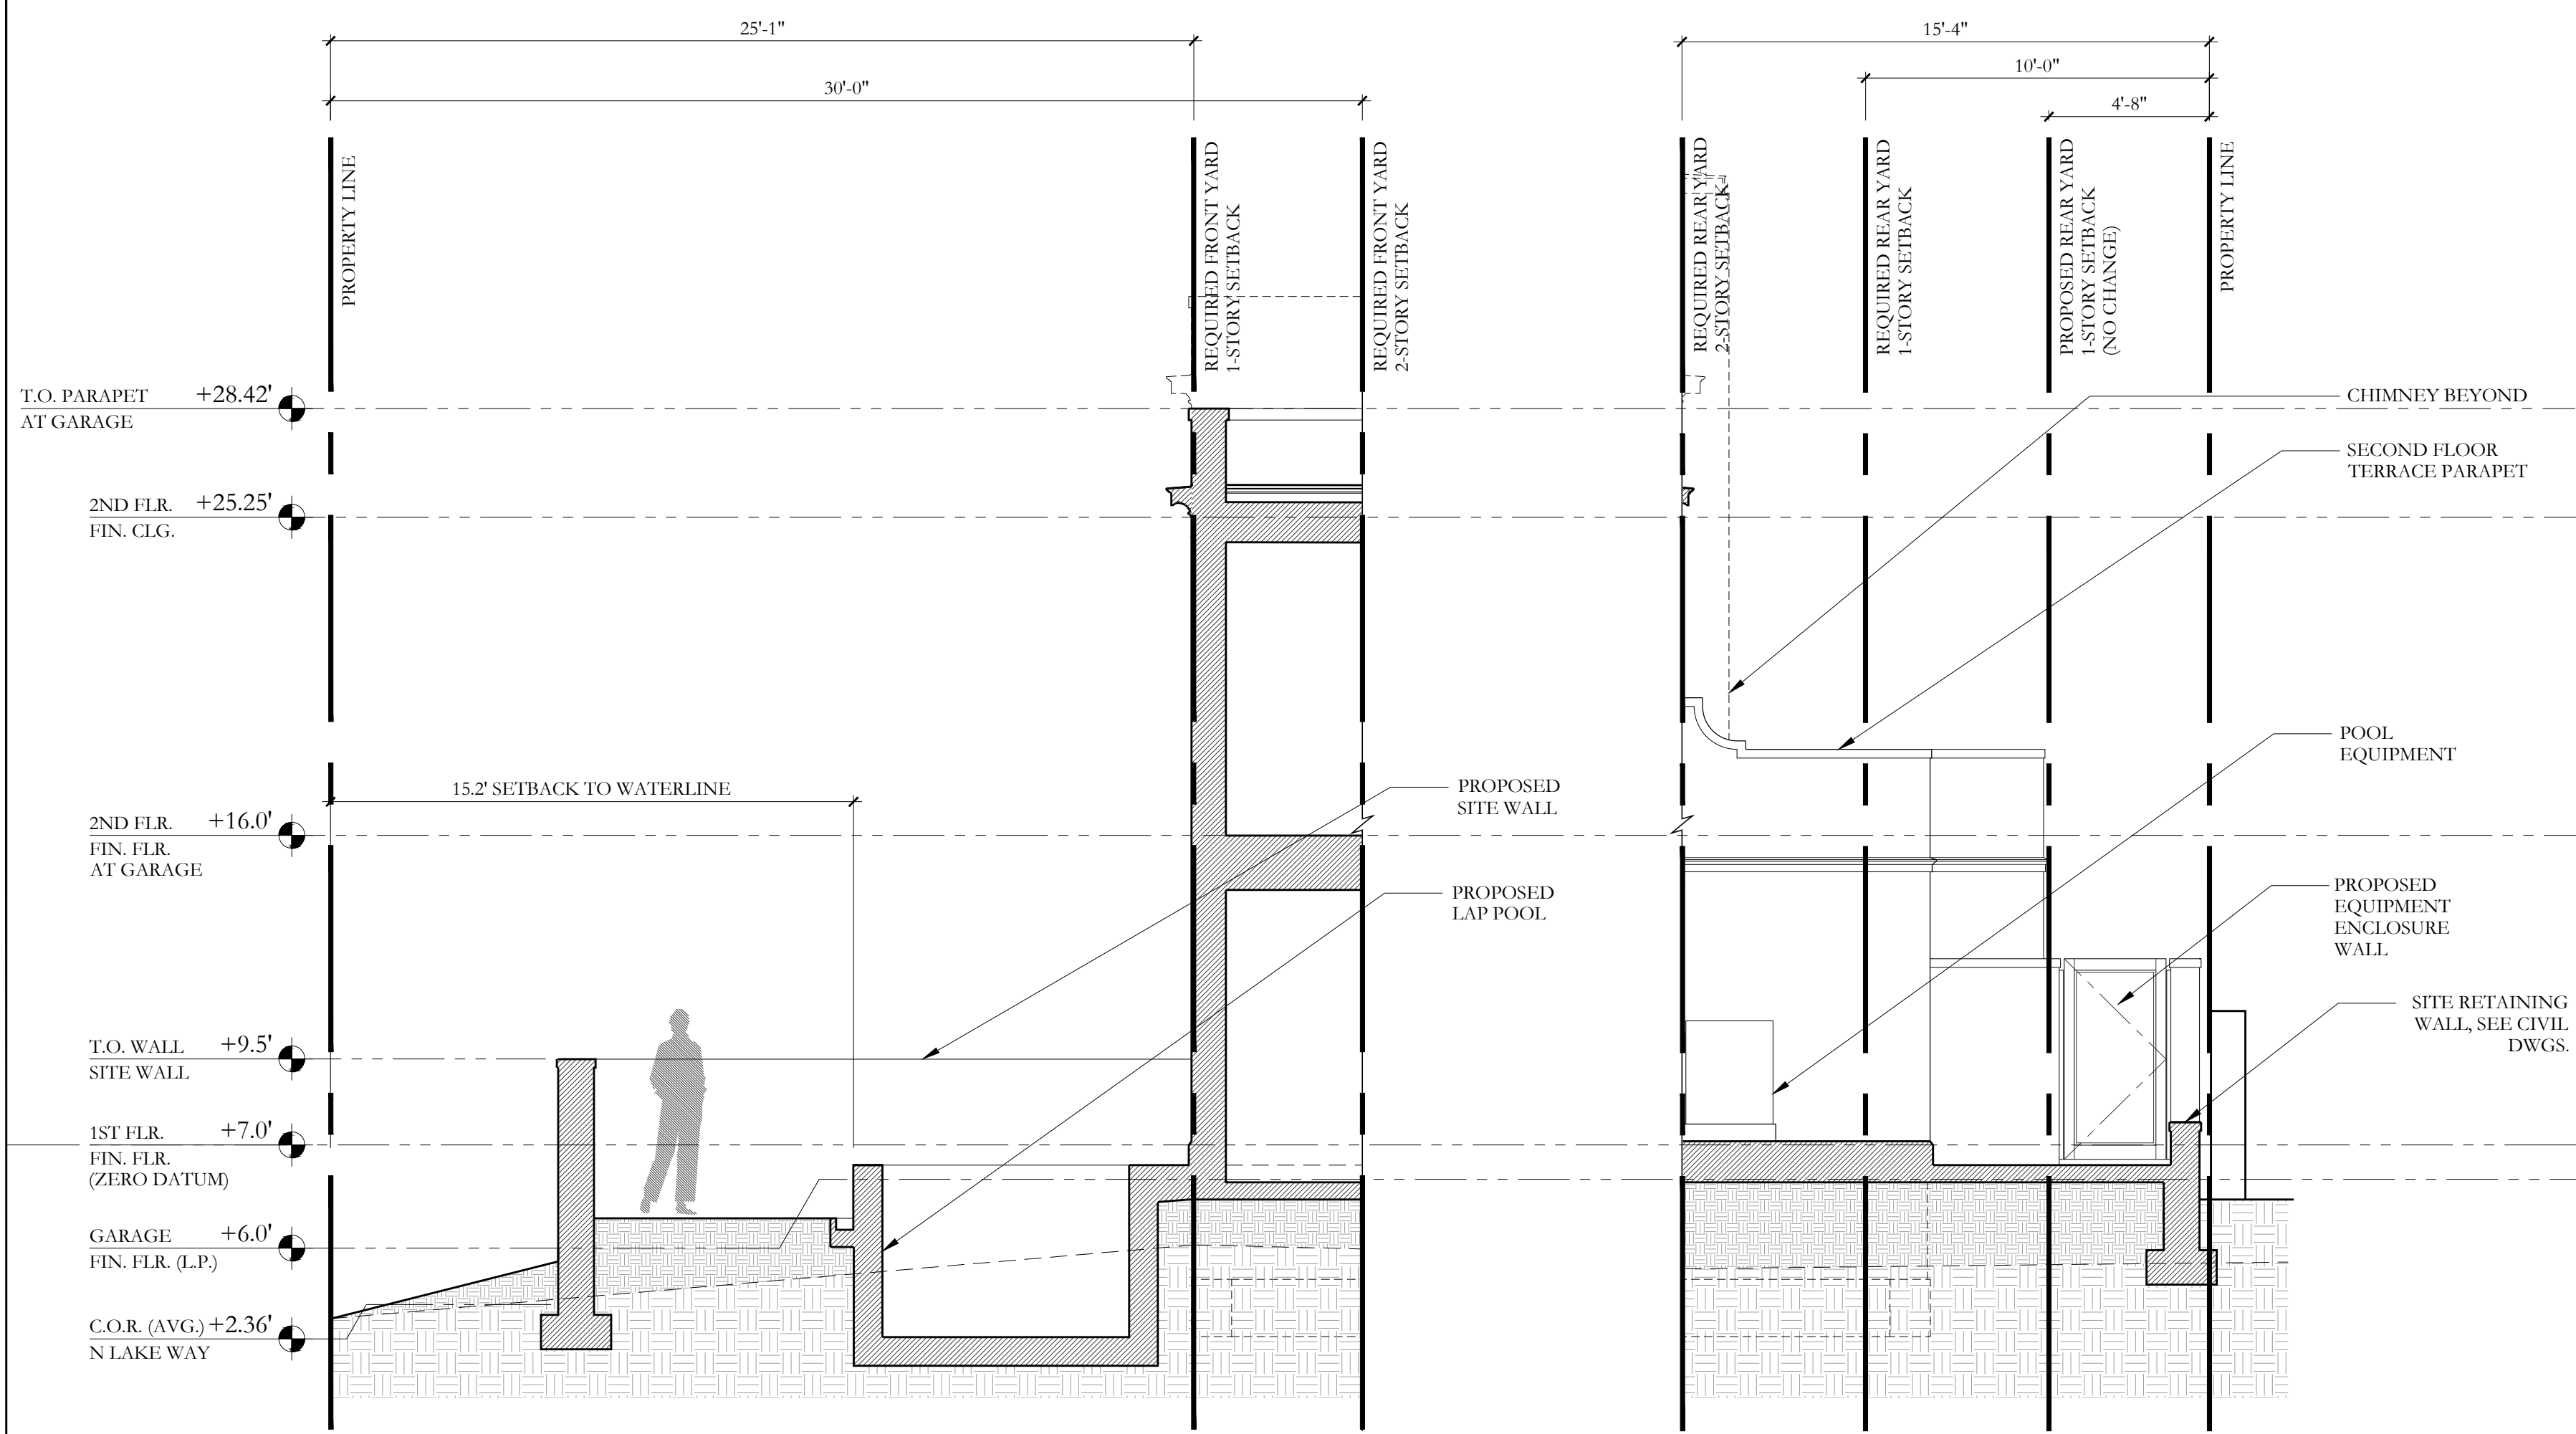 25'-1"
30'-0"
15'-4"
10'-0"
4'-8"
PROPERTY LINE
REQUIRED FRONT YARD
1-STORY SETBACK
REQUIRED FRONT YARD
2-STORY SETBACK
REQUIRED REAR YARD
2-STORY SETBACK
REQUIRED REAR YARD
1-STORY SETBACK
PROPOSED REAR YARD
1-STORY SETBACK
(NO CHANGE)
PROPERTY LINE
T.O. PARAPET +28.42'
AT GARAGE
2ND FLR. +25.25'
FIN. CLG.
2ND FLR. +16.0'
FIN. FLR.
AT GARAGE
T.O. WALL +9.5'
SITE WALL
1ST FLR. +7.0'
FIN. FLR.
(ZERO DATUM)
GARAGE +6.0'
FIN. FLR. (L.P.)
C.O.R. (AVG.) +2.36'
N LAKE WAY
15.2' SETBACK TO WATERLINE
PROPOSED
SITE WALL
PROPOSED
LAP POOL
CHIMNEY BEYOND
SECOND FLOOR
TERRACE PARAPET
POOL
EQUIPMENT
PROPOSED
EQUIPMENT
ENCLOSURE
WALL
SITE RETAINING
WALL, SEE CIVIL
DWGS.